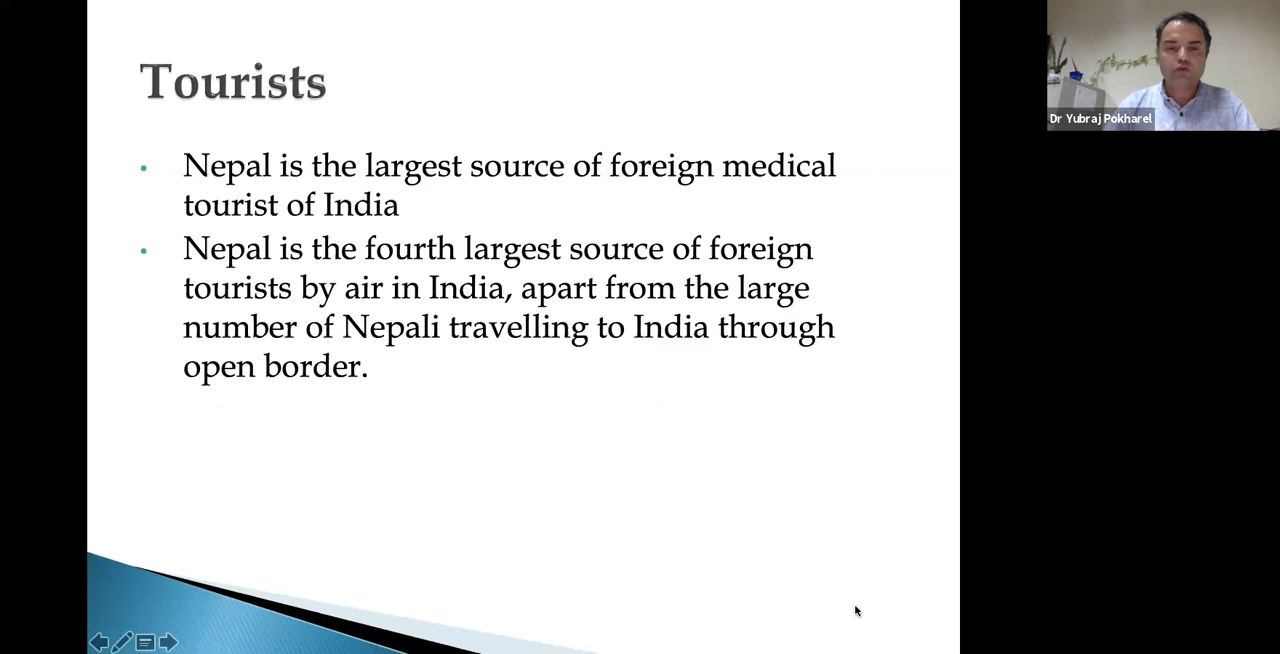 Tourists
Nepal is the largest source of foreign medical
tourist of India
Nepal is the fourth largest source of foreign
tourists by air in India, apart from the large
number of Nepali travelling to India through
open border.
Dr Yubraj Pokharel